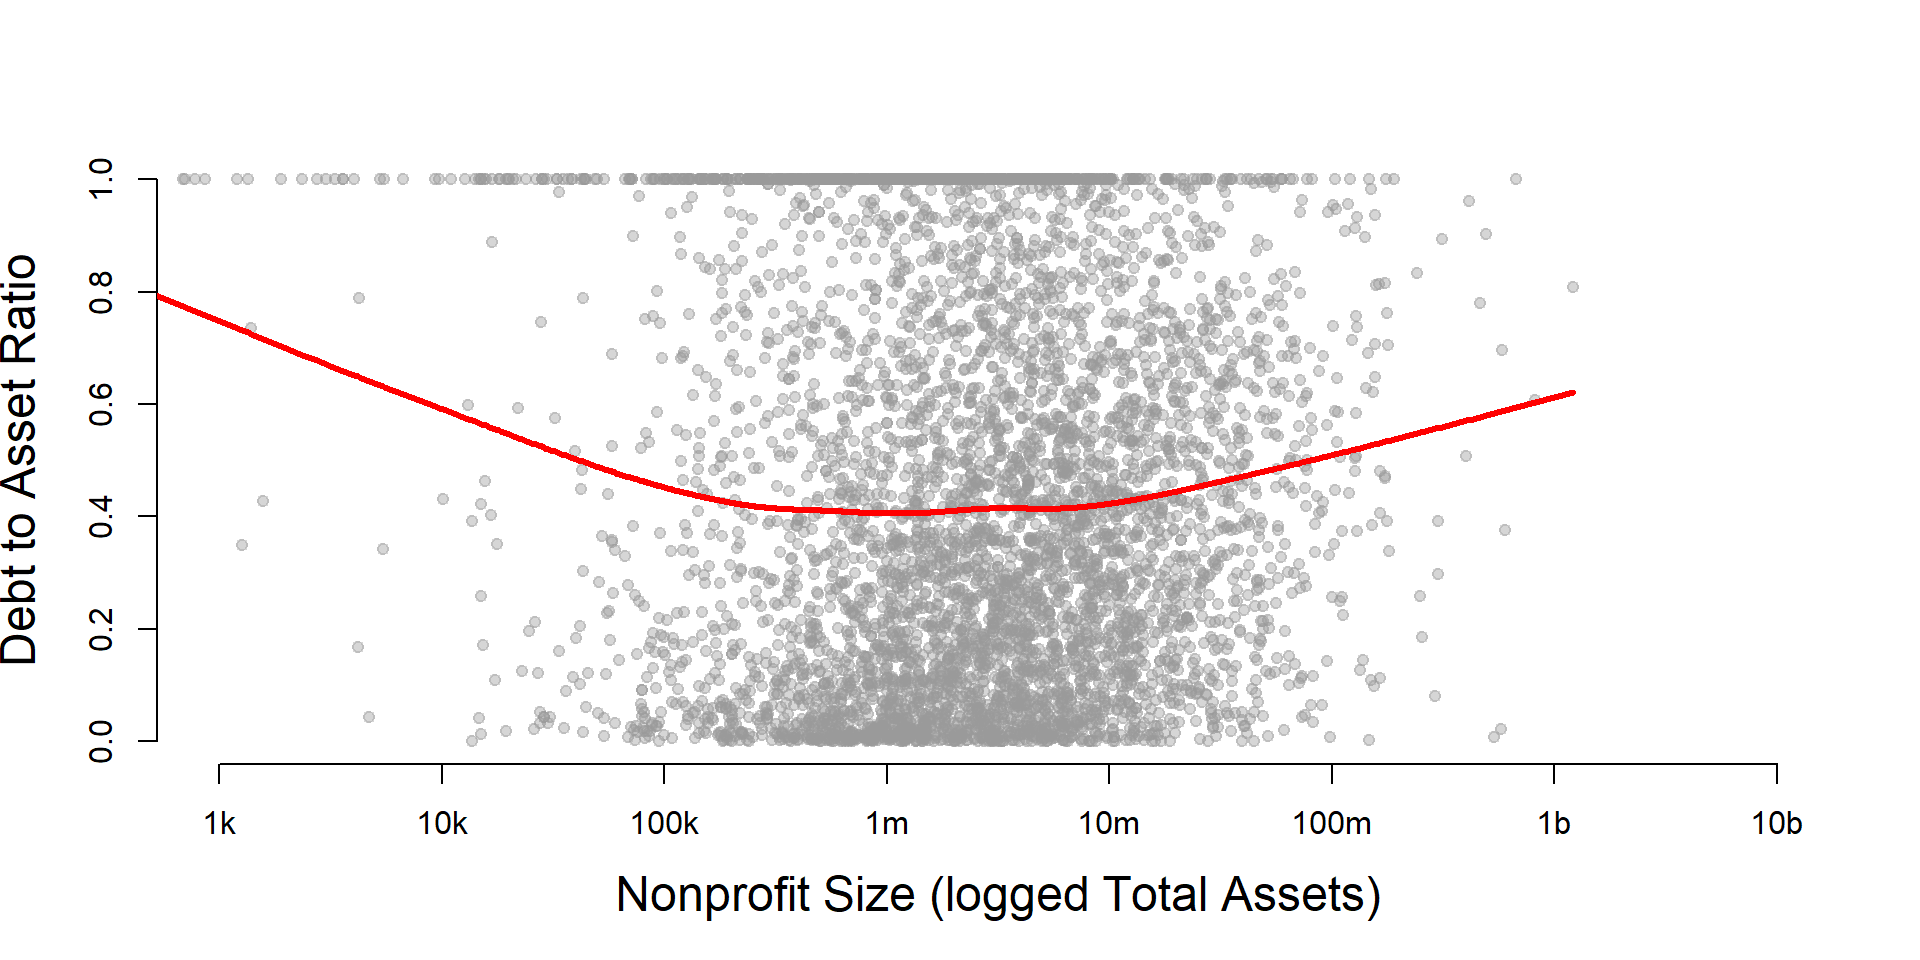 Debt to Asset Ratio
1.0
0.8
0.6
0.4
0.2
0.0
1k 10k 100k 1m 10m 100m 1b 10b
Nonprofit Size (logged Total Assets)